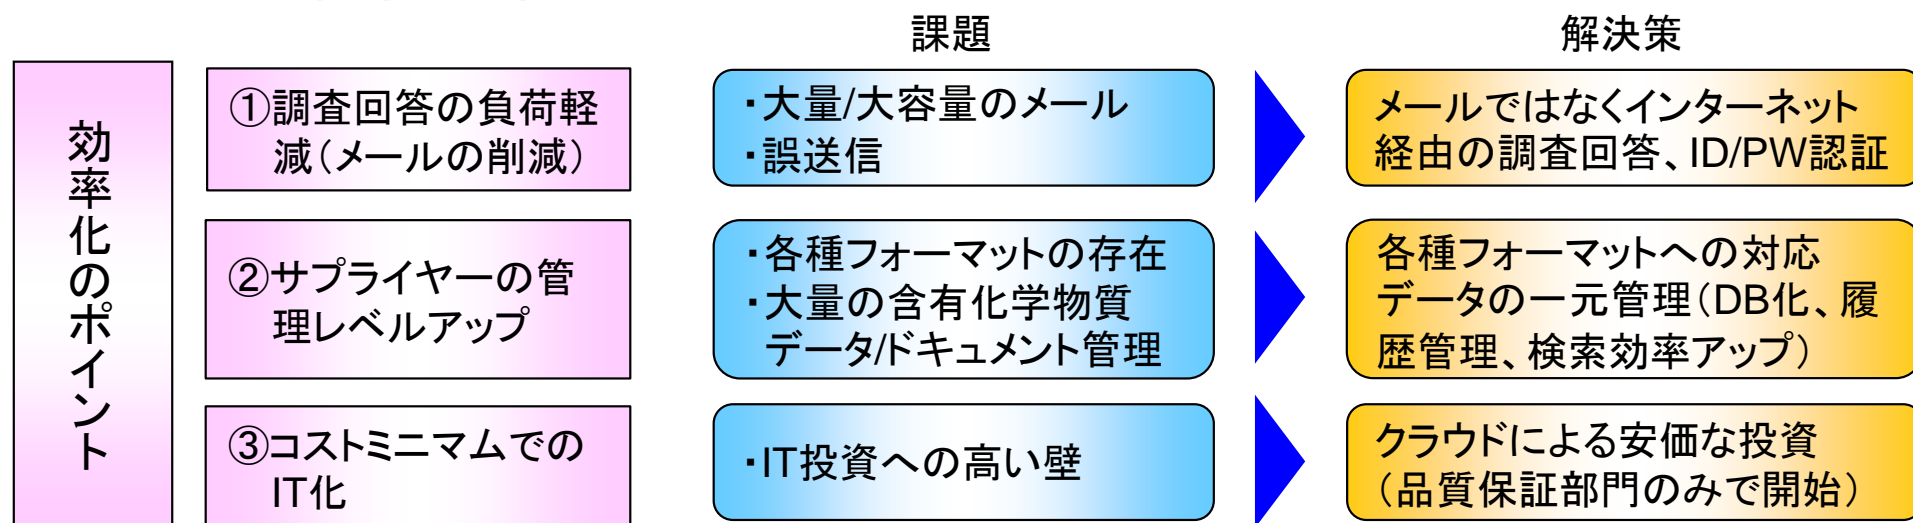 課題
解決策
効率化のポイント
①調査回答の負荷軽
減(メールの削減)
・大量/大容量のメール
・誤送信
メールではなくインターネット
経由の調査回答、ID/PW認証
②サプライヤーの管
理レベルアップ
・各種フォーマットの存在
・大量の含有化学物質
データ/ドキュメント管理
各種フォーマットへの対応
データの一元管理(DB化、履
歴管理、検索効率アップ)
③コストミニマムでの
IT化
・IT投資への高い壁
クラウドによる安価な投資
(品質保証部門のみで開始)